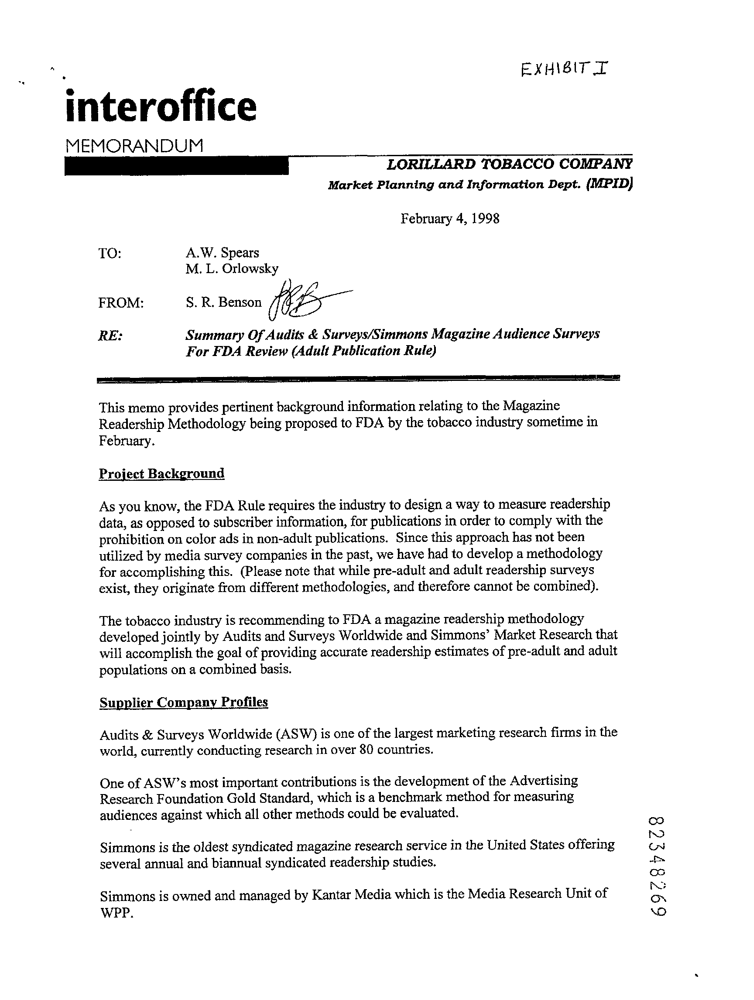 EXHIBIT I
interoffice
MEMORANDUM
LORILLARD TOBACCO COMPANY
Market Planning and Information Dept. (MPID)
February 4, 1998
TO: A.W. Spears
M. L. Orlowsky
FROM: S. R. Benson
RE: Summary Of Audits & Surveys/Simmons Magazine Audience Surveys
For FDA Review (Adult Publication Rule)
This memo provides pertinent background information relating to the Magazine
Readership Methodology being proposed to FDA by the tobacco industry sometime in
February.
Project Background
As you know, the FDA Rule requires the industry to design a way to measure readership
data, as opposed to subscriber information, for publications in order to comply with the
prohibition on color ads in non-adult publications. Since this approach has not been
utilized by media survey companies in the past, we have had to develop a methodology
for accomplishing this. (Please note that while pre-adult and adult readership surveys
exist, they originate from different methodologies, and therefore cannot be combined).
The tobacco industry is recommending to FDA a magazine readership methodology
developed jointly by Audits and Surveys Worldwide and Simmons' Market Research that
will accomplish the goal of providing accurate readership estimates of pre-adult and adult
populations on a combined basis.
Supplier Company Profiles
Audits & Surveys Worldwide (ASW) is one of the largest marketing research firms in the
world, currently conducting research in over 80 countries.
One of ASW's most important contributions is the development of the Advertising
Research Foundation Gold Standard, which is a benchmark method for measuring
audiences against which all other methods could be evaluated.
Simmons is the oldest syndicated magazine research service in the United States offering
several annual and biannual syndicated readership studies.
Simmons is owned and managed by Kantar Media which is the Media Research Unit of
WPP.
82348269